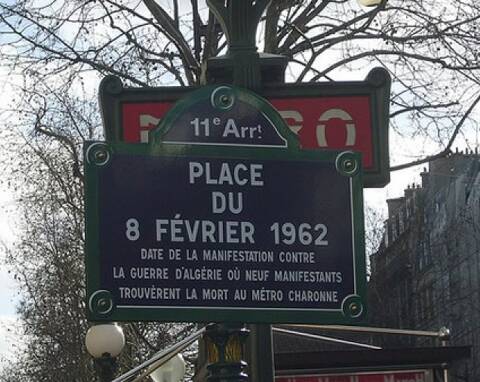 11e Arrt.
PLACE
DU
8 FÉVRIER 1962
DATE DE LA MANIFESTATION CONTRE
LA GUERRE D'ALGÉRIE OÙ NEUF MANIFESTANTS
TROUVÈRENT LA MORT AU MÉTRO CHARONNE